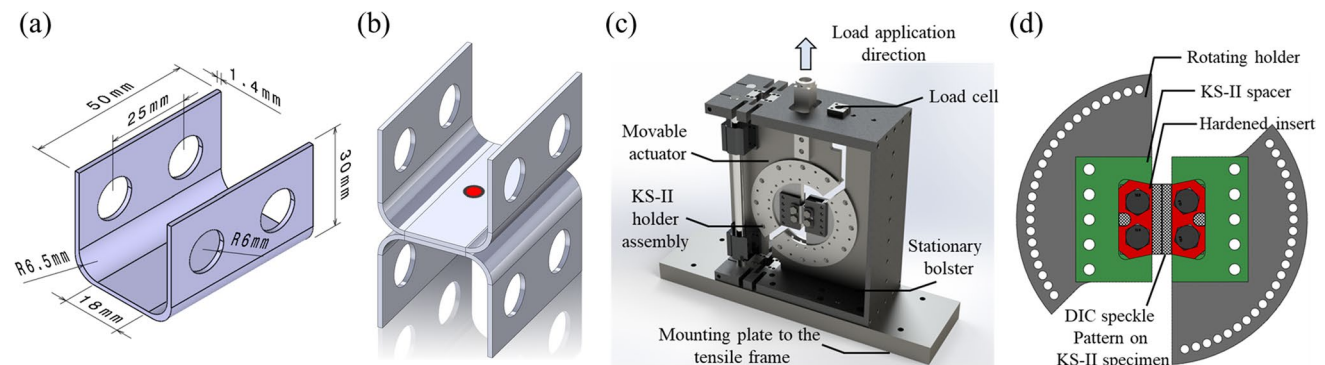 (a)
50mm
1.4mm
25mm
30mm
R6mm
R6.5mm
18mm
(b)
(c)
Load application
direction
Load cell
Movable
actuator
KS-II
holder
assembly
Stationary
bolster
Mounting plate to the
tensile frame
(d)
Rotating holder
KS-II spacer
Hardened insert
DIC speckle
Pattern on
KS-II specimen